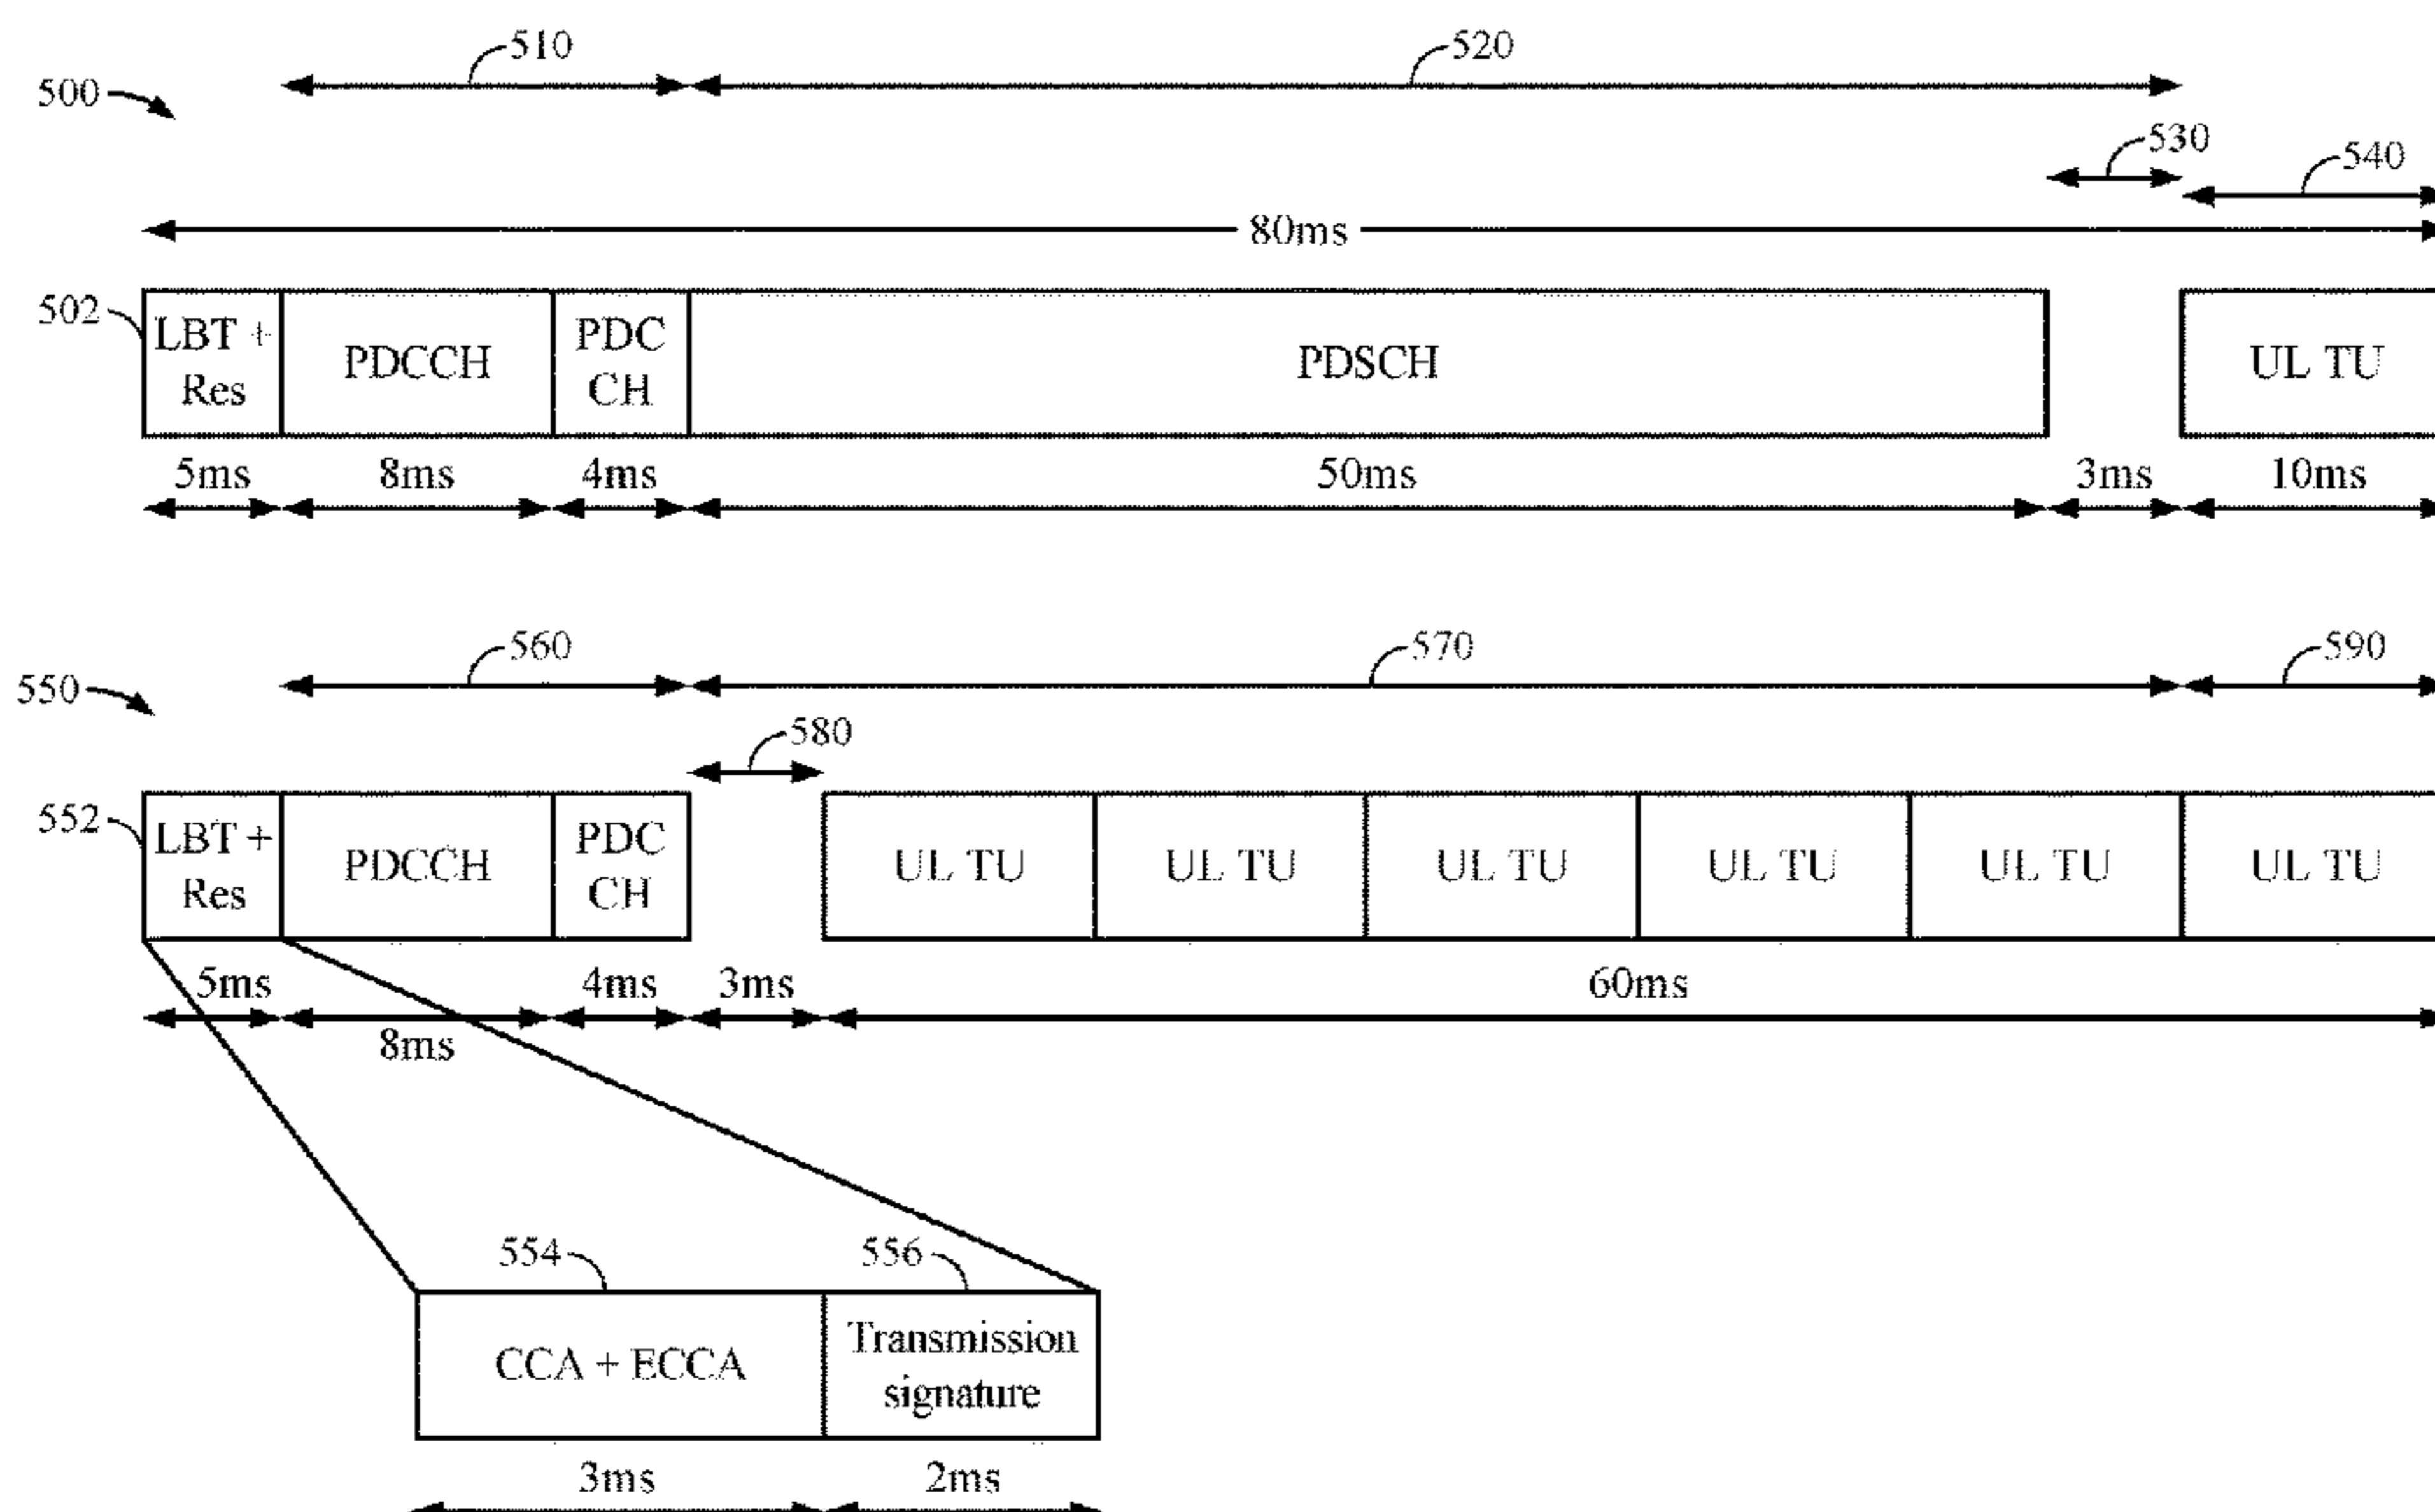 510
520
500
530
540
80ms
502
LBT +
Res
PDCCH
PDC
CH
PDSCH
UL TU
5ms
8ms
4ms
50ms
3ms
10ms
560
570
590
550
580
552
LBT +
Res
PDCCH
PDC
CH
UL TU
UL TU
UL TU
UL TU
UL TU
UL TU
5ms
4ms
3ms
60ms
8ms
554
556
CCA + ECCA
Transmission
signature
3ms
2ms